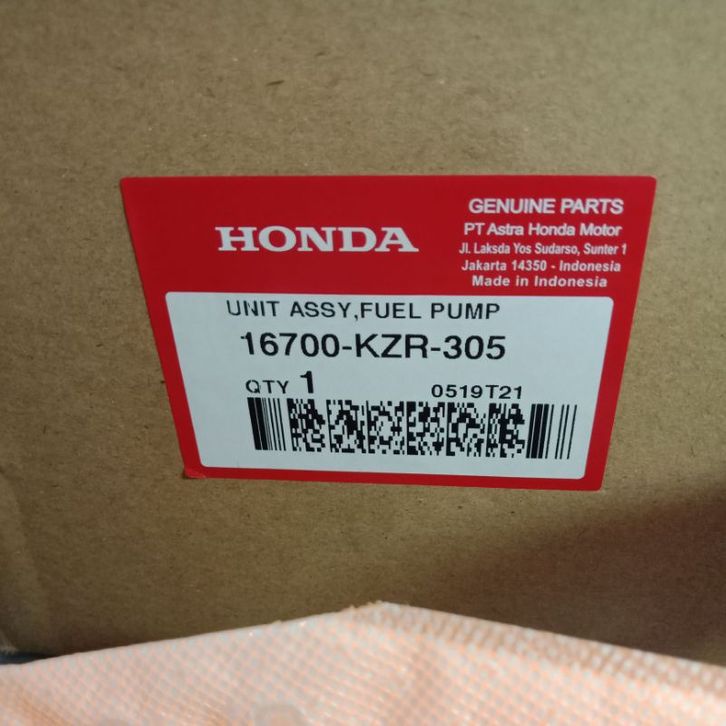 HONDA
GENUINE PARTS
PT Astra Honda Motor
Jl. Laksda Yos Sudarso, Sunter 1
Jakarta 14350 - Indonesia
Made in Indonesia
UNIT ASSY,FUEL PUMP
16700-KZR-305
QTY 1 0519T21